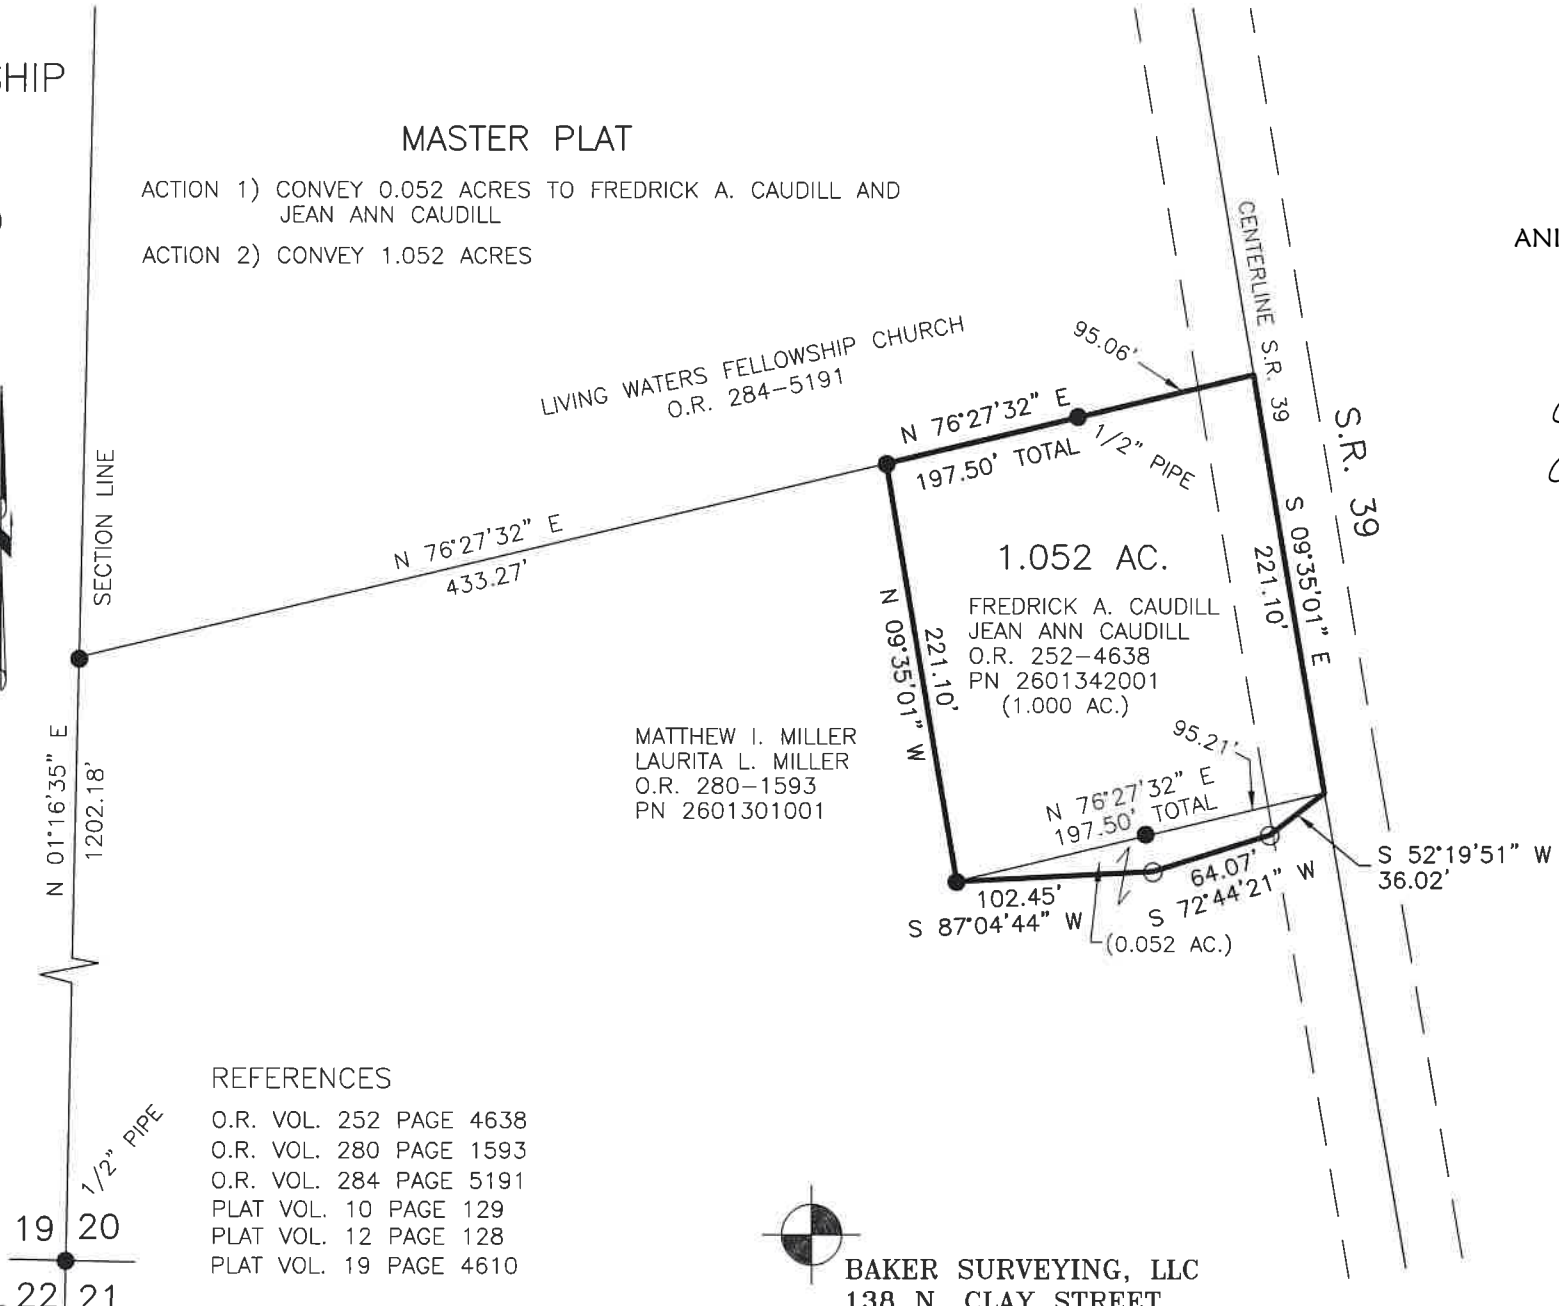 MASTER PLAT
ACTION 1) CONVEY 0.052 ACRES TO FREDRICK A. CAUDILL AND
JEAN ANN CAUDILL
ACTION 2) CONVEY 1.052 ACRES
SECTION LINE
LIVING WATERS FELLOWSHIP CHURCH
O.R. 284-5191
CENTERLINE S.R. 39
S.R. 39
95.06'
N 76°27'32" E
197.50' TOTAL
1/2" PIPE
N 76°27'32" E
433.27'
S 09°35'01" E
221.10'
1.052 AC.
FREDRICK A. CAUDILL
JEAN ANN CAUDILL
O.R. 252-4638
PN 2601342001
(1.000 AC.)
N 09°35'01" W
221.10'
MATTHEW I. MILLER
LAURITA L. MILLER
O.R. 280-1593
PN 2601301001
N 01°16'35" E
1202.18'
95.21'
N 76°27'32" E
197.50' TOTAL
S 52°19'51" W
36.02'
64.07'
S 72°44'21" W
102.45'
S 87°04'44" W
(0.052 AC.)
REFERENCES
O.R. VOL. 252 PAGE 4638
O.R. VOL. 280 PAGE 1593
O.R. VOL. 284 PAGE 5191
PLAT VOL. 10 PAGE 129
PLAT VOL. 12 PAGE 128
PLAT VOL. 19 PAGE 4610
1/2" PIPE
19 20
22 21
BAKER SURVEYING, LLC
138 N. CLAY STREET